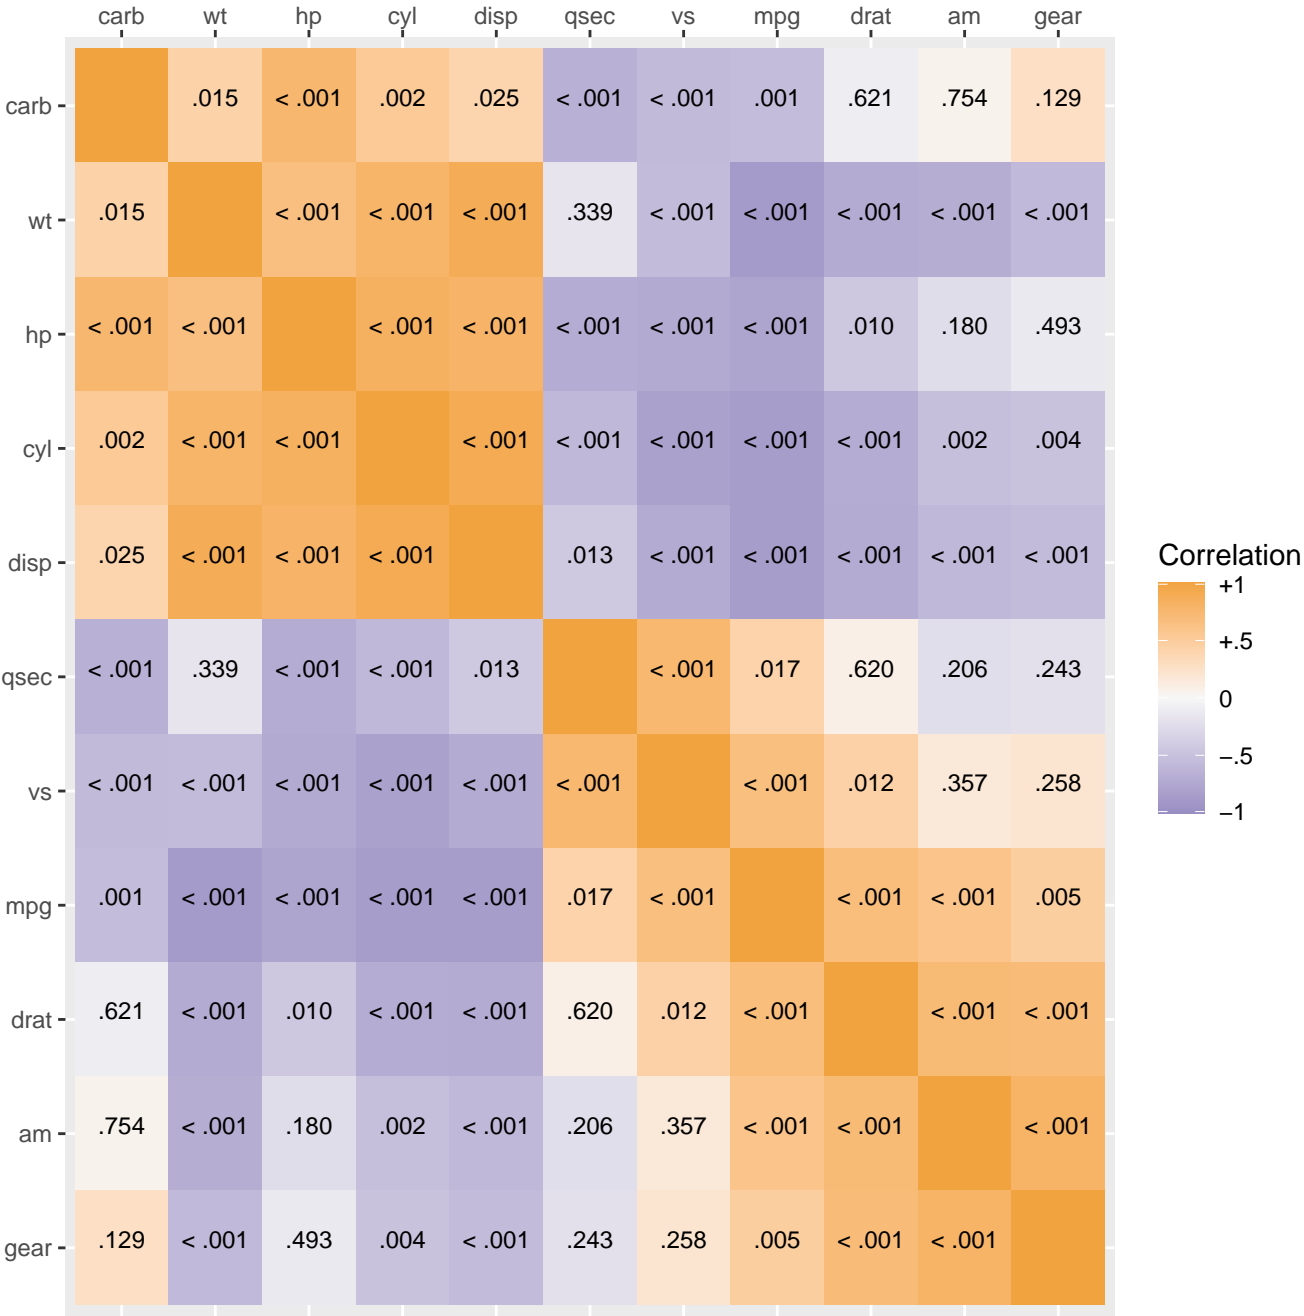 carb wt hp cyl disp qsec vs mpg drat am gear
carb .015 < .001 .002 .025 < .001 < .001 .001 .621 .754 .129
wt .015 < .001 < .001 < .001 .339 < .001 < .001 < .001 < .001 < .001
hp < .001 < .001 < .001 < .001 < .001 < .001 < .001 .010 .180 .493
cyl .002 < .001 < .001 < .001 < .001 < .001 < .001 < .001 .002 .004
disp .025 < .001 < .001 < .001 .013 < .001 < .001 < .001 < .001 < .001
qsec < .001 .339 < .001 < .001 .013 < .001 .017 .620 .206 .243
vs < .001 < .001 < .001 < .001 < .001 < .001 < .001 .012 .357 .258
mpg .001 < .001 < .001 < .001 < .001 .017 < .001 < .001 < .001 .005
drat .621 < .001 .010 < .001 < .001 .620 .012 < .001 < .001 < .001
am .754 < .001 .180 .002 < .001 .206 .357 < .001 < .001 < .001
gear .129 < .001 .493 .004 < .001 .243 .258 .005 < .001 < .001
Correlation
+1
+.5
0
−.5
−1